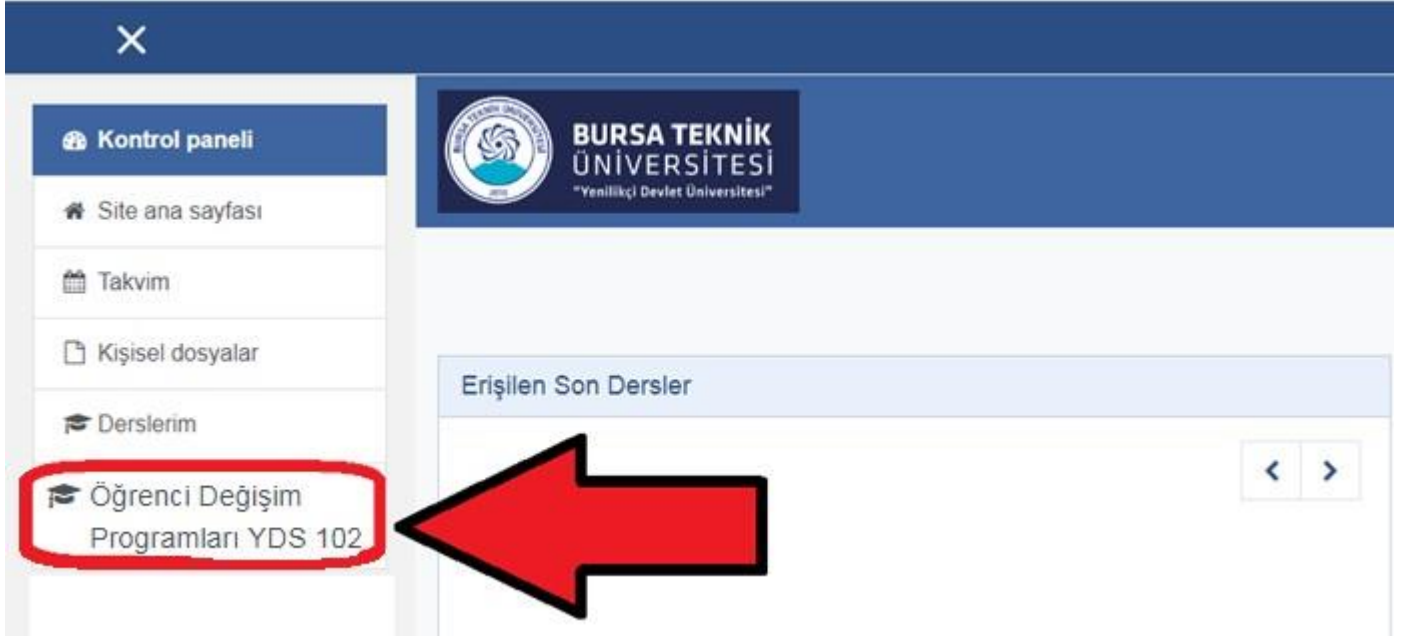 Kontrol paneli
Site ana sayfası
Takvim
Kişisel dosyalar
Derslerim
Öğrenci Değişim
Programları YDS 102
BURSA TEKNİK
ÜNİVERSİTESİ
"Yenilikçi Devlet Üniversitesi"
Erişilen Son Dersler